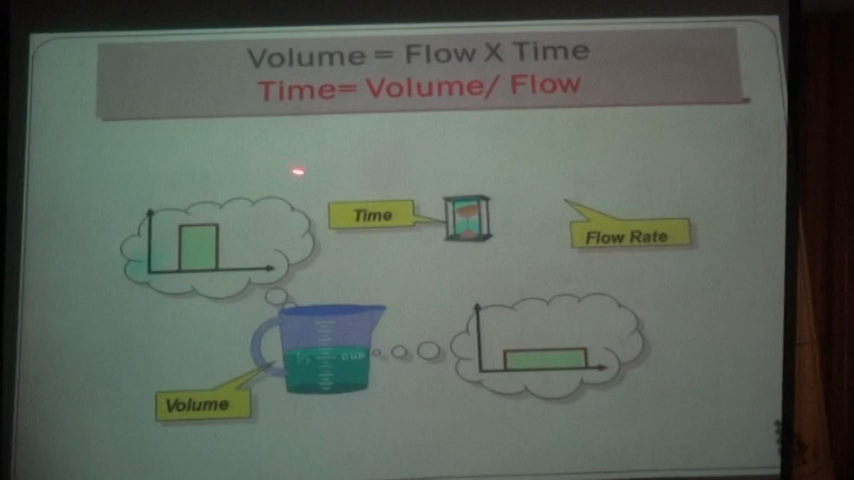 Volume = Flow X Time
Time= Volume/ Flow
Time
Flow Rate
Volume